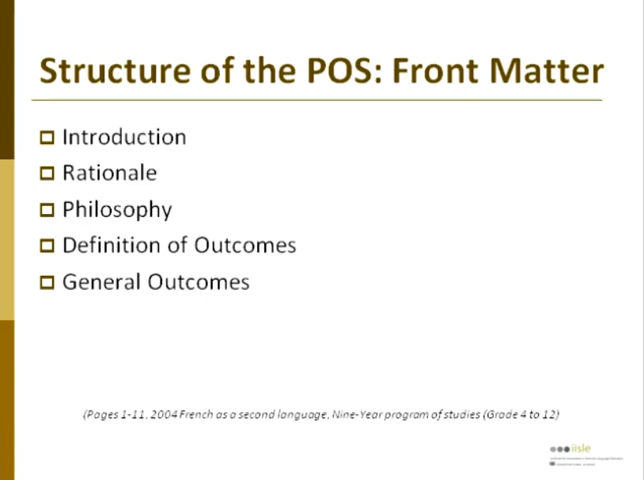 Structure of the POS: Front Matter
Introduction
Rationale
Philosophy
Definition of Outcomes
General Outcomes
(Pages 1-11, 2004 French as a second language, Nine-Year program of studies (Grade 4 to 12)
iisle